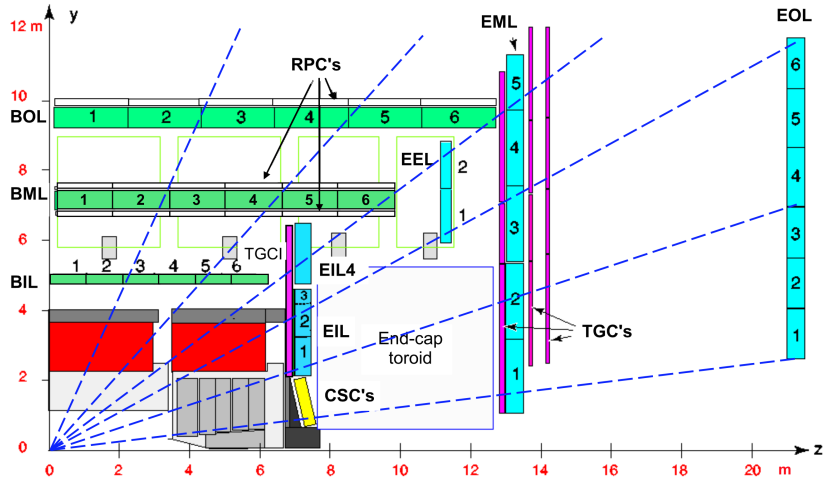 y
12 m
EML
EOL
RPC's
6
5
10
BOL
1 2 3 4 5 6
5
4
8
EEL
2
4
BML
1 2 3 4 5 6
1
3
6
TGCI
3
EIL4
1 2 3 4 5 6
BIL
2
4
3
2
EIL
End-cap
toroid
2
TGC's
1
1
CSC's
1
2
0
z
0 2 4 6 8 10 12 14 16 18 20 m